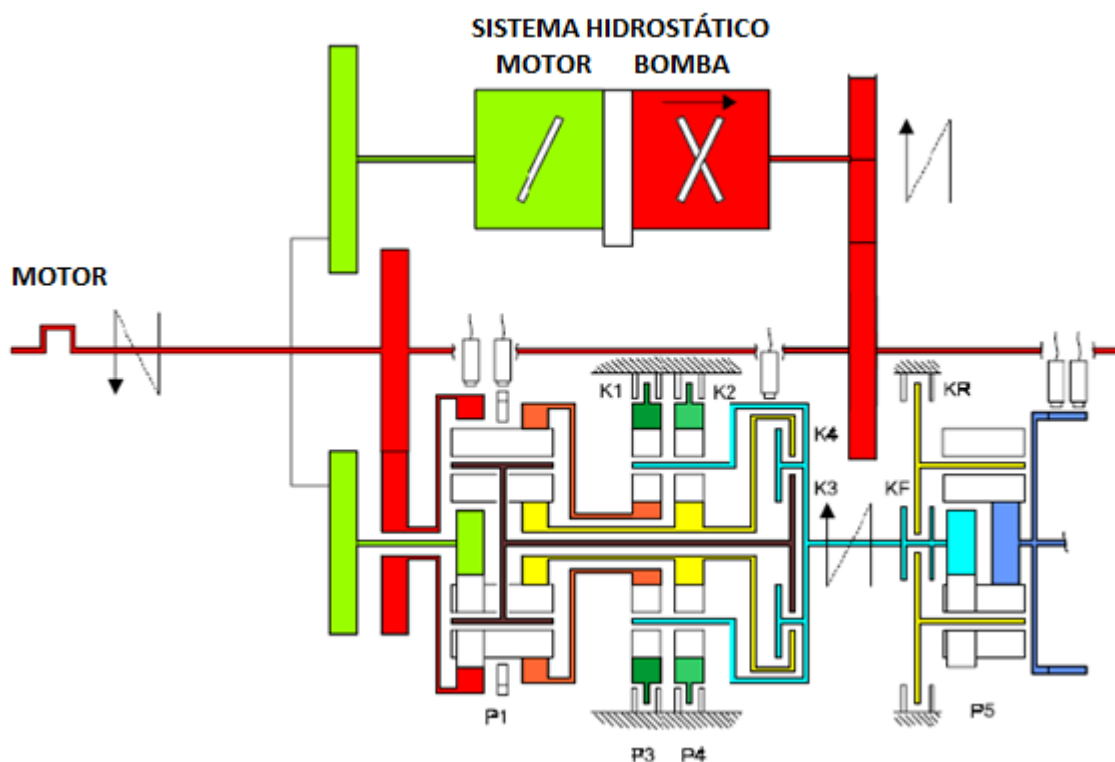 SISTEMA HIDROSTÁTICO
MOTOR BOMBA
MOTOR
K1
K2
KR
K4
K3
KF
P1
P5
P3
P4